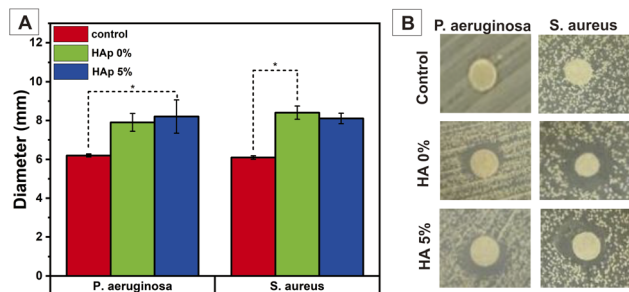 A
control
HAp 0%
HAp 5%
*
*
Diameter (mm)
14
12
10
8
6
4
2
0
P. aeruginosa
S. aureus
B
P. aeruginosa
S. aureus
Control
HA 0%
HA 5%